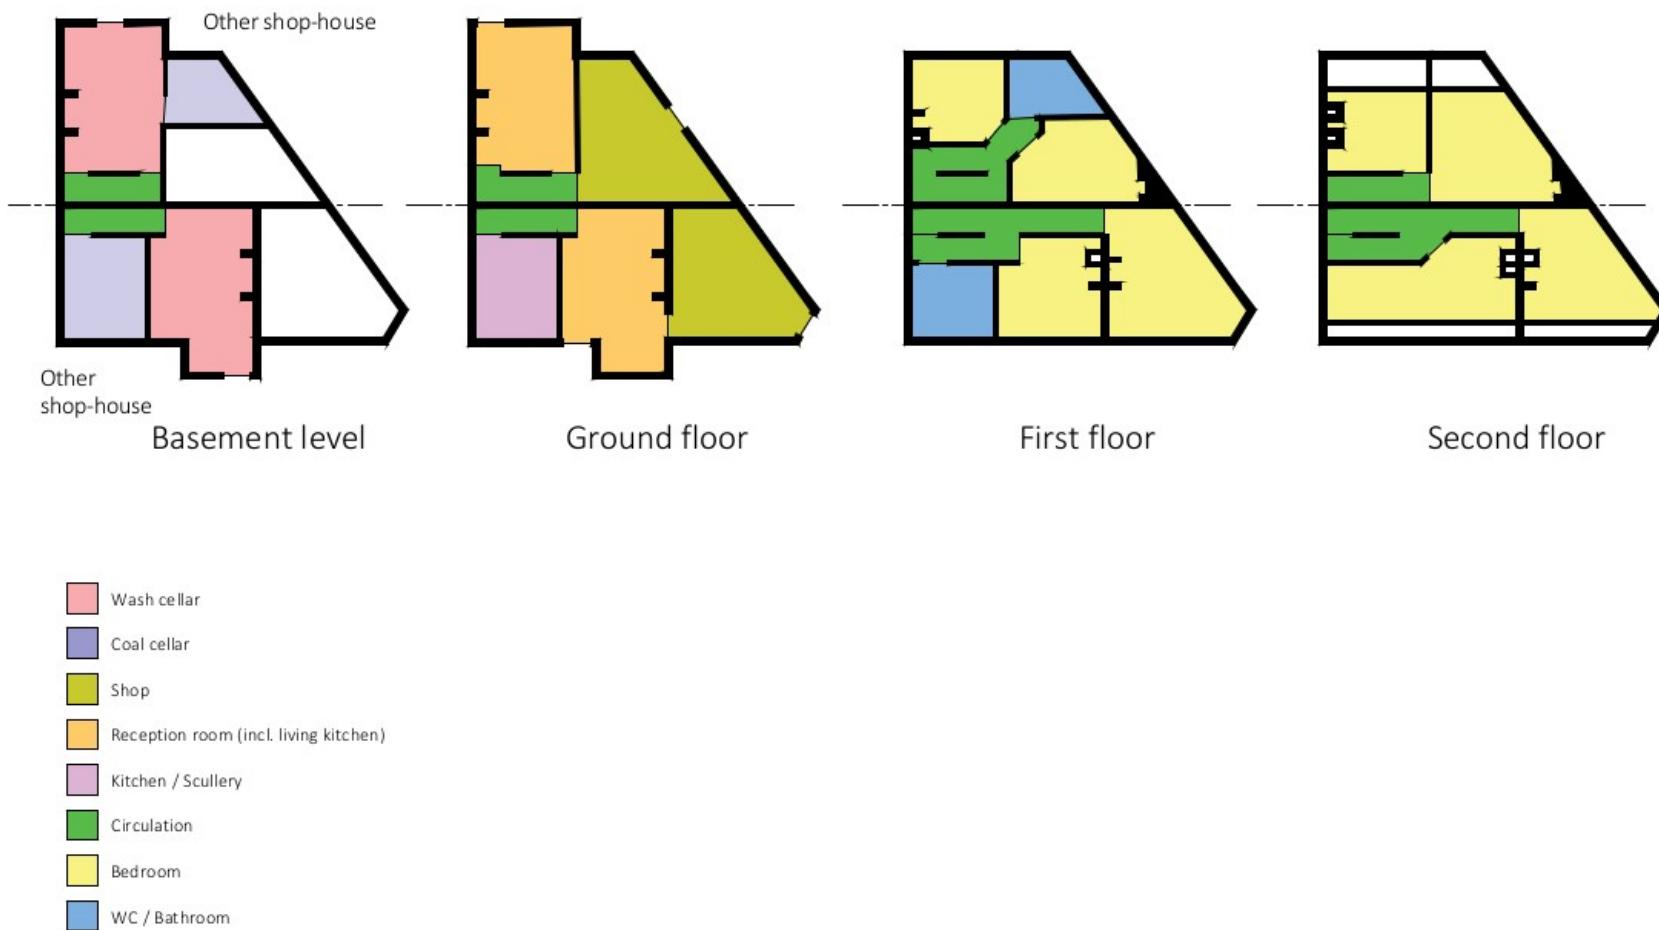 Other shop-house
Other
shop-house
Basement level
Ground floor
First floor
Second floor
Wash cellar
Coal cellar
Shop
Reception room (incl. living kitchen)
Kitchen / Scullery
Circulation
Bedroom
WC / Bathroom